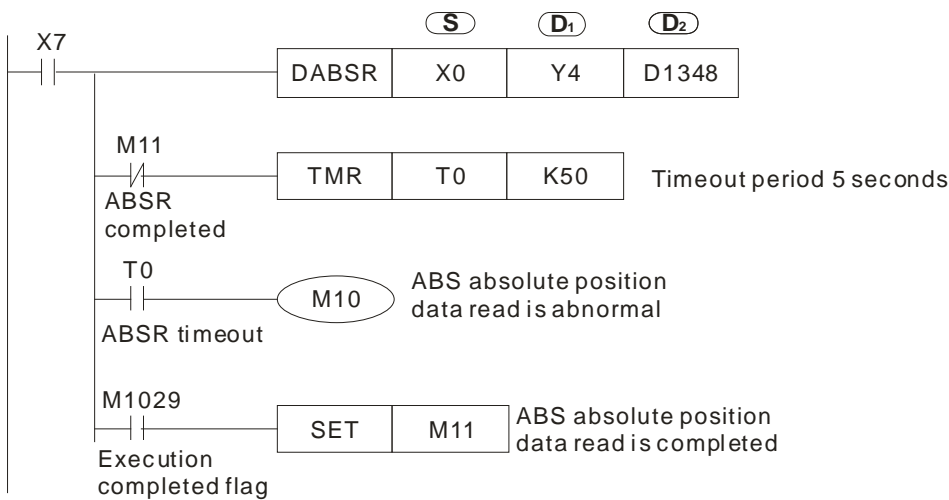 S D₁ D₂
X7
DABSR X0 Y4 D1348
M11
TMR T0 K50 Timeout period 5 seconds
ABSR
completed
T0
M10 ABS absolute position
data read is abnormal
ABSR timeout
M1029
SET M11 ABS absolute position
data read is completed
Execution
completed flag